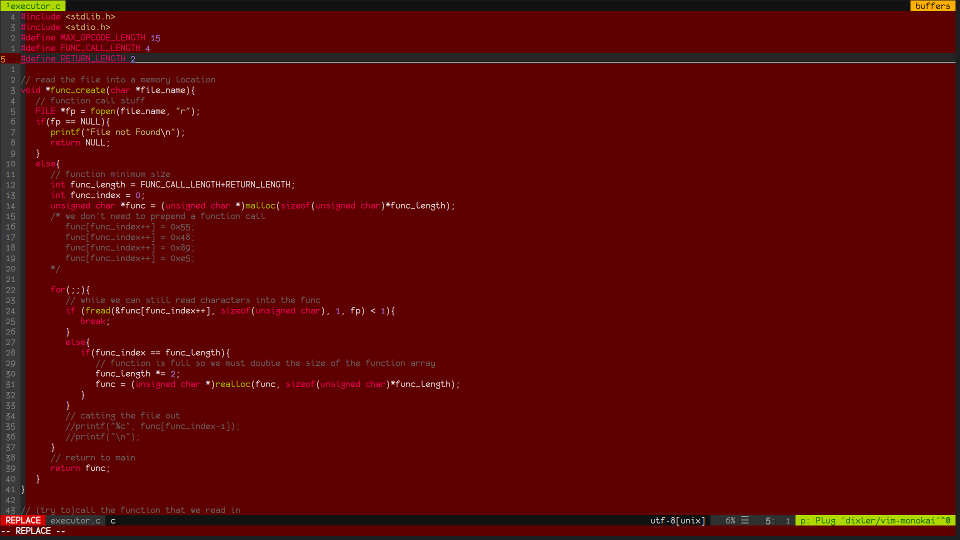 ¹executor.c buffers
4 #include <stdlib.h>
3 #include <stdio.h>
2 #define MAX_OPCODE_LENGTH 15
1 #define FUNC_CALL_LENGTH 4
5 #define RETURN_LENGTH 2
1
2 // read the file into a memory location
3 void *func_create(char *file_name){
4 // function call stuff
5 FILE *fp = fopen(file_name, "r");
6 if(fp == NULL){
7 printf("File not Found\n");
8 return NULL;
9 }
10 else{
11 // function minimum size
12 int func_length = FUNC_CALL_LENGTH+RETURN_LENGTH;
13 int func_index = 0;
14 unsigned char *func = (unsigned char *)malloc(sizeof(unsigned char)*func_length);
15 /* we don't need to prepend a function call
16 func[func_index++] = 0x55;
17 func[func_index++] = 0x48;
18 func[func_index++] = 0x89;
19 func[func_index++] = 0xe5;
20 */
21
22 for(;;){
23 // while we can still read characters into the func
24 if (fread(&func[func_index++], sizeof(unsigned char), 1, fp) < 1){
25 break;
26 }
27 else{
28 if(func_index == func_length){
29 // function is full so we must double the size of the function array
30 func_length *= 2;
31 func = (unsigned char *)realloc(func, sizeof(unsigned char)*func_length);
32 }
33 }
34 // catting the file out
35 //printf("%c", func[func_index-1]);
36 //printf("\n");
37 }
38 // return to main
39 return func;
40 }
41 }
42
43 // (try to)call the function that we read in
REPLACE executor.c c utf-8[unix] 6% ☰ 5: 1 p: Plug 'dixler/vim-monokai'^@
-- REPLACE --